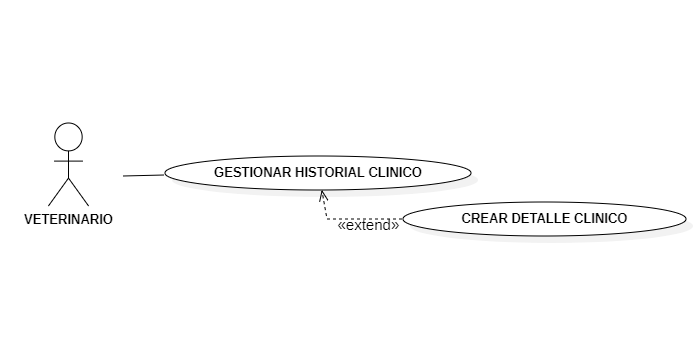 GESTIONAR HISTORIAL CLINICO
VETERINARIO
CREAR DETALLE CLINICO
«extend»